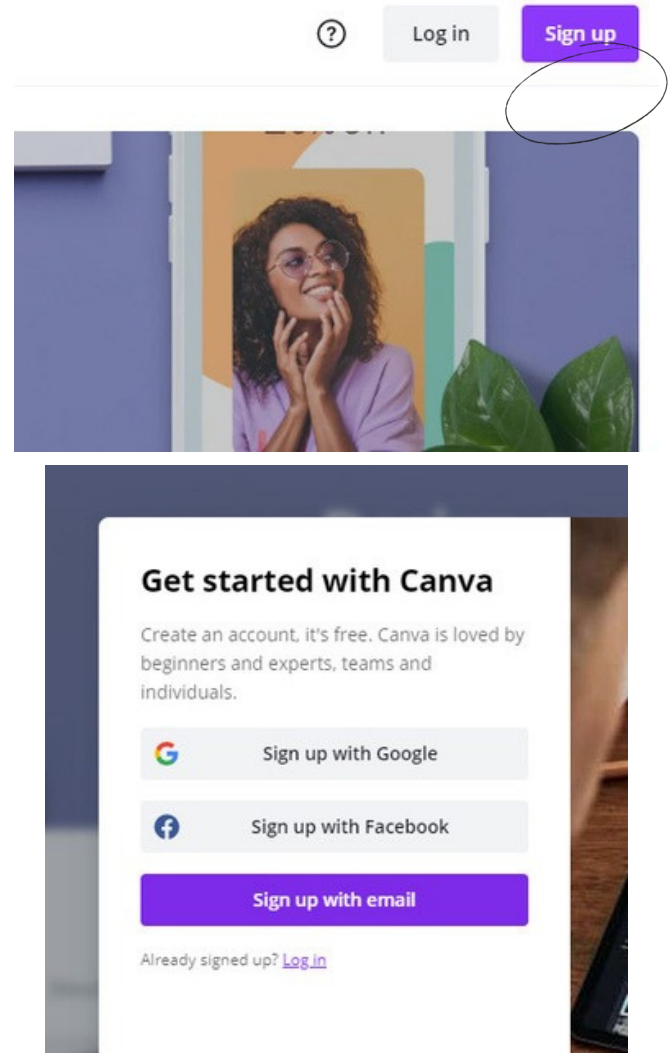 Log in
Sign up
Get started with Canva
Create an account, it's free. Canva is loved by
beginners and experts, teams and
individuals.
Sign up with Google
Sign up with Facebook
Sign up with email
Already signed up? Log in